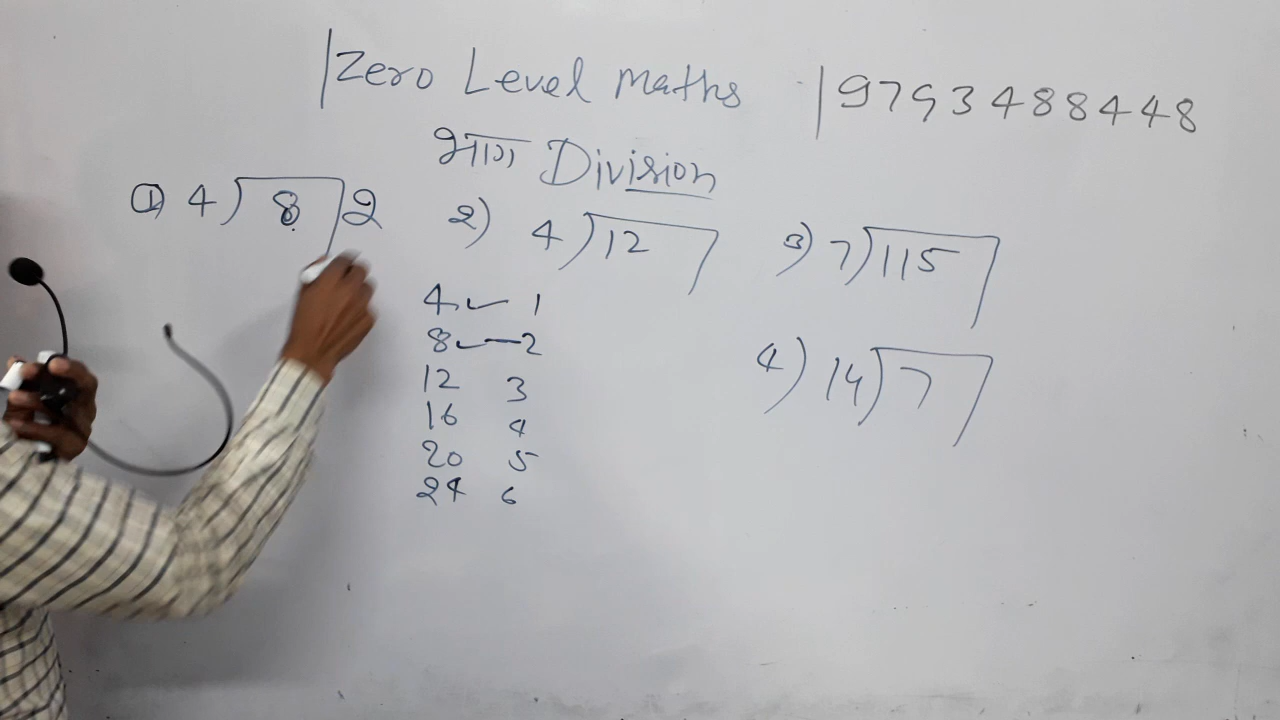 |Zero Level maths |9793488448
भाग Division
① 4) 8 /2
2) 4) 12
3) 7) 115
4 1
8 2
12 3
16 4
20 5
24 6
4) 14) 7